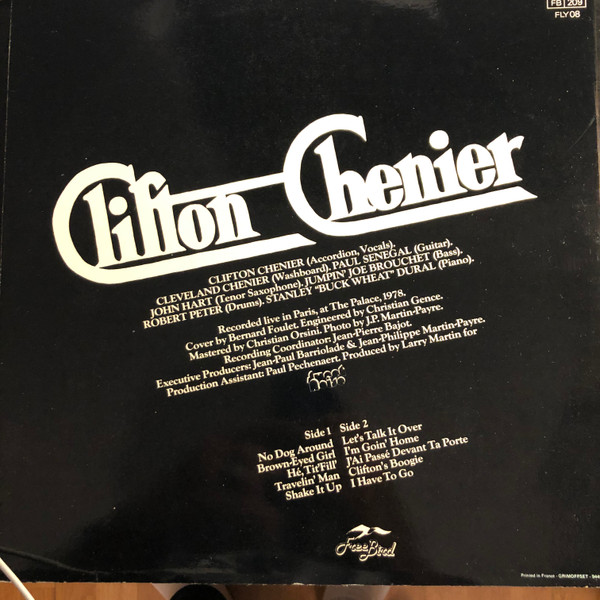 FB 209
FLY 08
Clifton Chenier
CLIFTON CHENIER (Accordion Vocals).
CLEVELAND CHENIER (Washboard). PAUL SENEGAL (Guitar).
JOHN HART (Tenor Saxophone). JUMPIN' JOE BROUCHET (Bass).
ROBERT PETER (Drums). STANLEY "BUCK WHEAT" DURAL (Piano).
Recorded live in Paris, at The Palace, 1978.
Cover by Bernard Foulet. Engineered by Christian Gence.
Mastered by Christian Orsini. Photo by J.P. Martin-Payre.
Recording Coordinator: Jean-Pierre Bajot.
Executive Producers: Jean-Paul Barriolade & Jean-Philippe Martin-Payre.
Production Assistant: Paul Pechenaert. Produced by Larry Martin for
Side 1
No Dog Around
Brown-Eyed Girl
Hé, Tit'Fill'
Travelin' Man
Shake It Up
Side 2
Let's Talk It Over
I'm Goin' Home
J'Ai Passé Devant Ta Porte
Clifton's Boogie
I Have To Go
Free Bird
Printed in France - GRIMOFFSET -